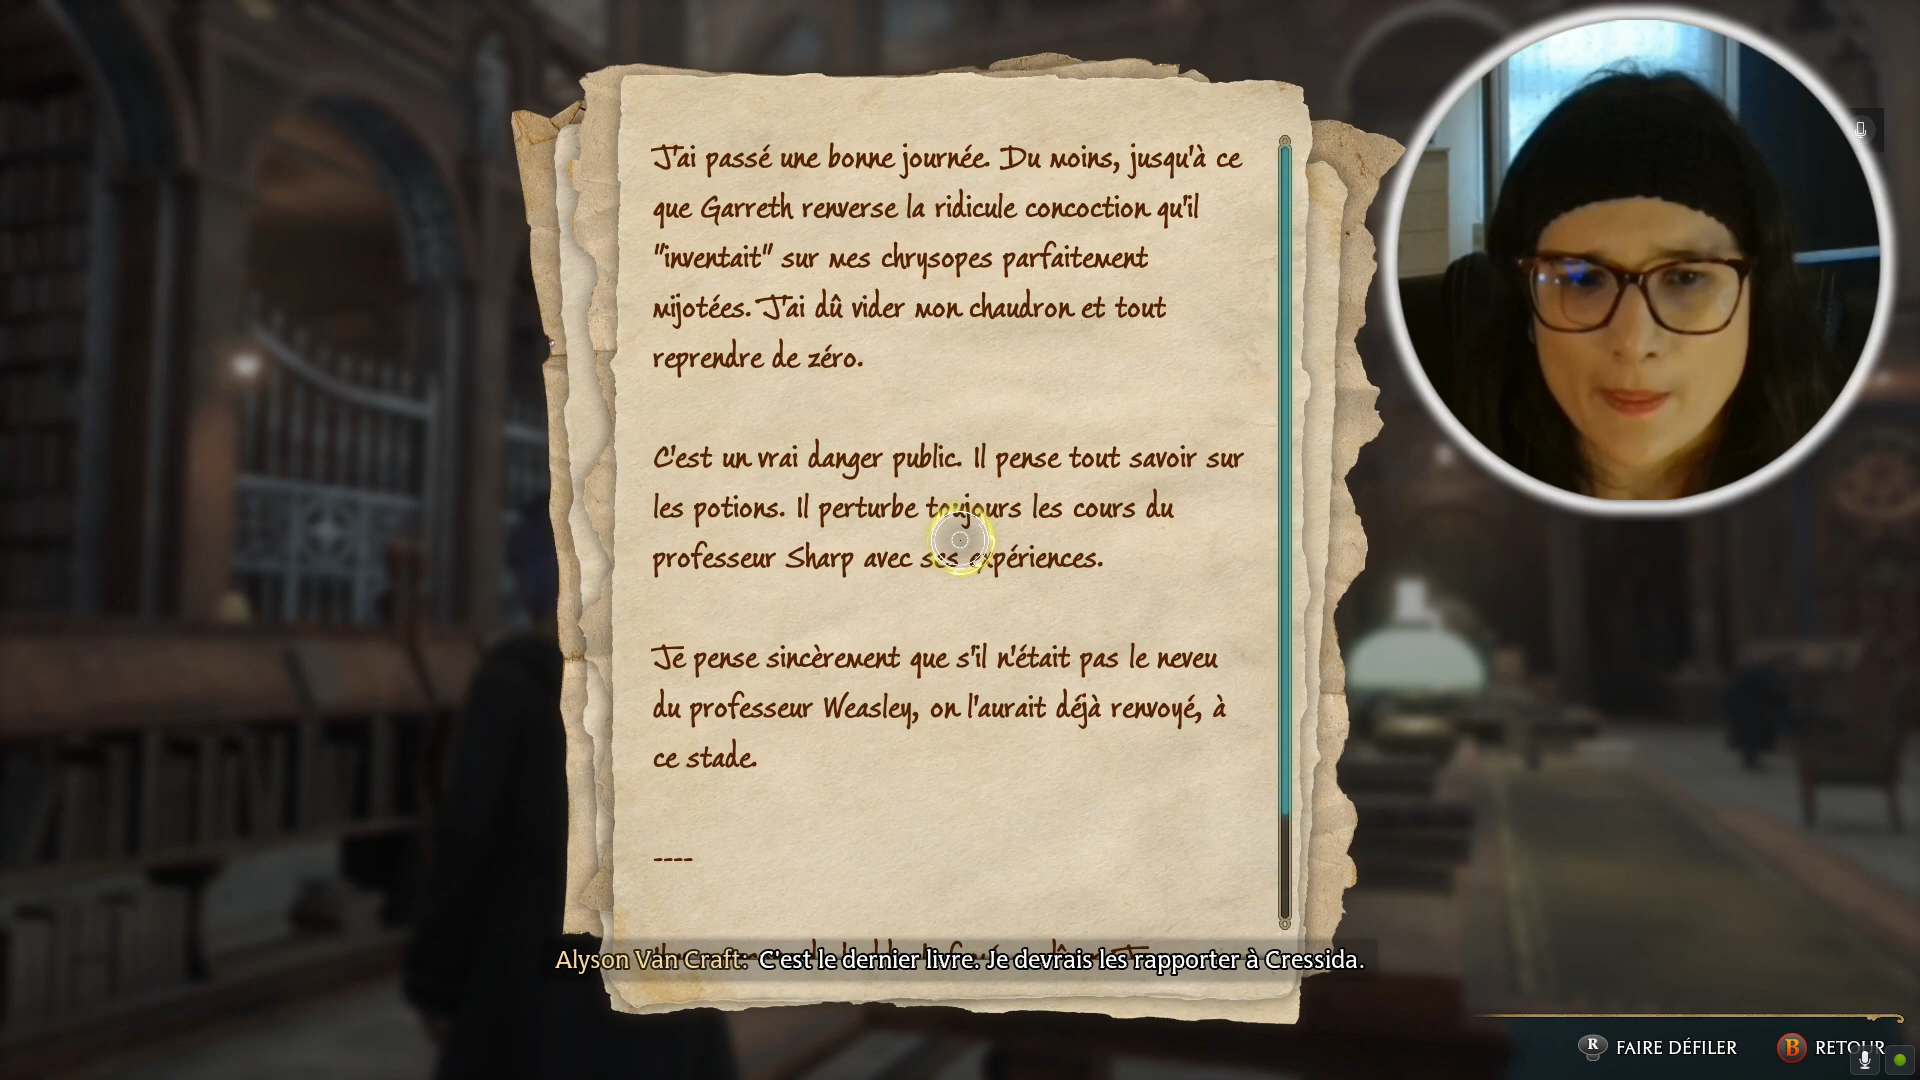 J'ai passé une bonne journée. Du moins, jusqu'à ce
que Garreth renverse la ridicule concoction qu'il
"inventait" sur mes chrysopes parfaitement
mijotées. J'ai dû vider mon chaudron et tout
reprendre de zéro.
C'est un vrai danger public. Il pense tout savoir sur
les potions. Il perturbe toujours les cours du
professeur Sharp avec ses expériences.
Je pense sincèrement que s'il n'était pas le neveu
du professeur Weasley, on l'aurait déjà renvoyé, à
ce stade.
----
Alyson Van Craft: C'est le dernier livre. Je devrais les rapporter à Cressida.
R FAIRE DÉFILER B RETOUR